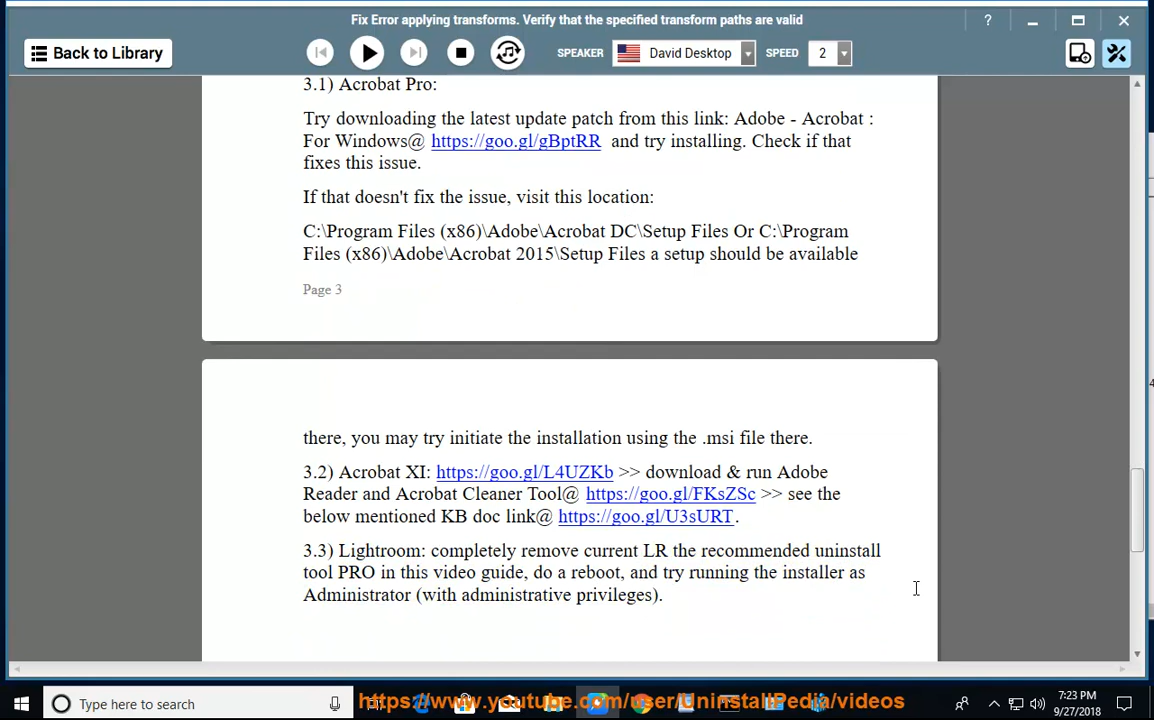 Fix Error applying transforms. Verify that the specified transform paths are valid
?
Back to Library
SPEAKER
David Desktop
SPEED
2
3.1) Acrobat Pro:
Try downloading the latest update patch from this link: Adobe - Acrobat :
For Windows@ https://goo.gl/gBptRR and try installing. Check if that
fixes this issue.
If that doesn't fix the issue, visit this location:
C:\Program Files (x86)\Adobe\Acrobat DC\Setup Files Or C:\Program
Files (x86)\Adobe\Acrobat 2015\Setup Files a setup should be available
Page 3
there, you may try initiate the installation using the .msi file there.
3.2) Acrobat XI: https://goo.gl/L4UZKb >> download & run Adobe
Reader and Acrobat Cleaner Tool@ https://goo.gl/FKsZSc >> see the
below mentioned KB doc link@ https://goo.gl/U3sURT.
3.3) Lightroom: completely remove current LR the recommended uninstall
tool PRO in this video guide, do a reboot, and try running the installer as
Administrator (with administrative privileges).
Type here to search
https://www.youtube.com/user/UninstallPedia/videos
7:23 PM
9/27/2018